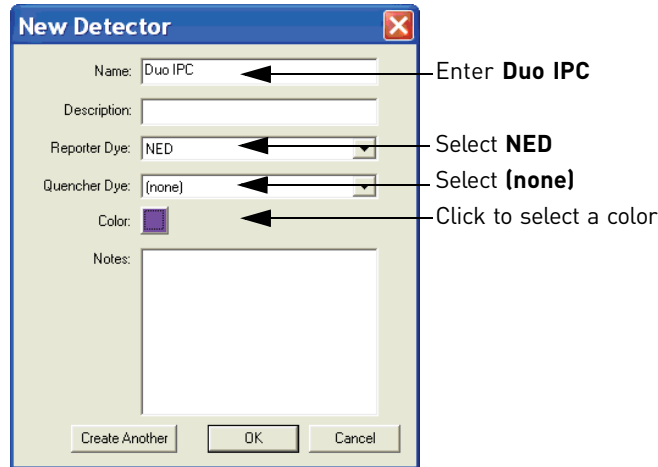 New Detector
Name: Duo IPC Enter Duo IPC
Description:
Reporter Dye: NED Select NED
Quencher Dye: (none) Select (none)
Color: Click to select a color
Notes:
Create Another OK Cancel